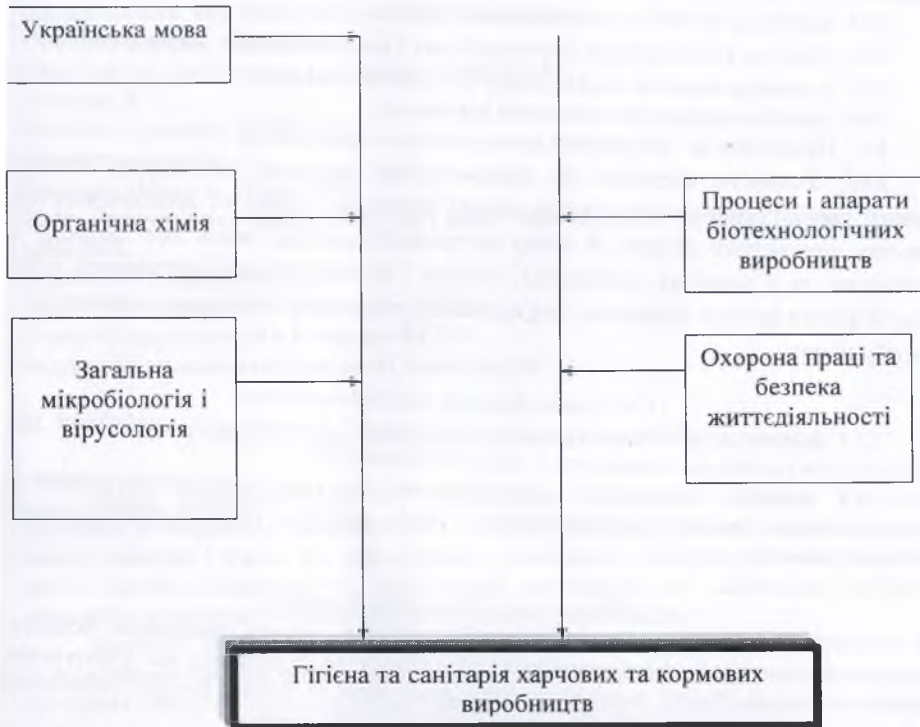 Українська мова
Органічна хімія
Загальна
мікробіологія і
вірусологія
Процеси і апарати
біотехнологічних
виробництв
Охорона праці та
безпека
життєдіяльності
Гігієна та санітарія харчових та кормових
виробництв